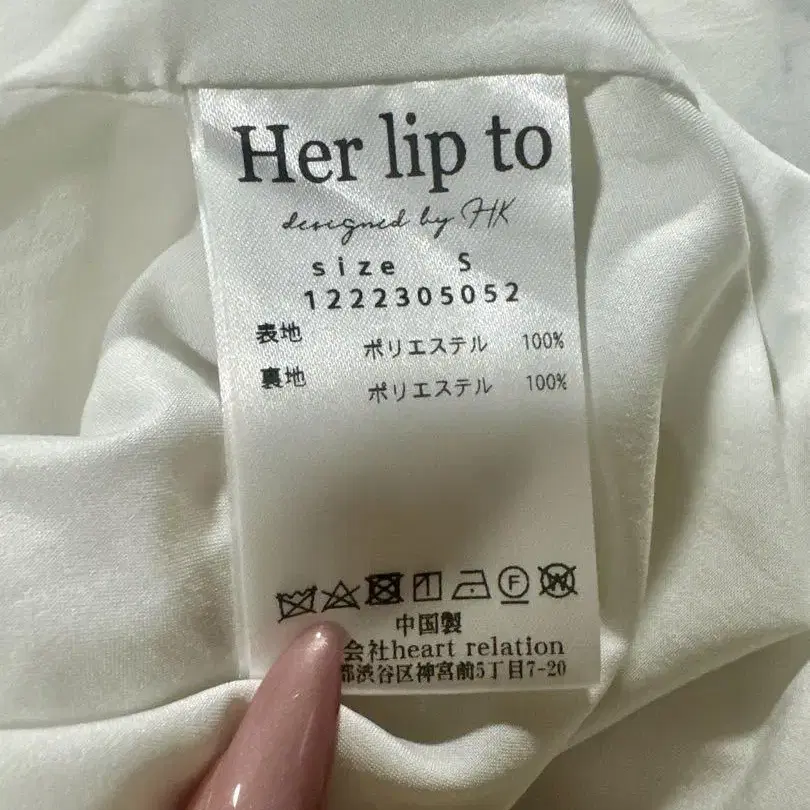 Her lip to
designed by HK
size S
1222305052
表地 ポリエステル 100%
裏地 ポリエステル 100%
中国製
会社heart relation
都渋谷区神宮前5丁目7-20